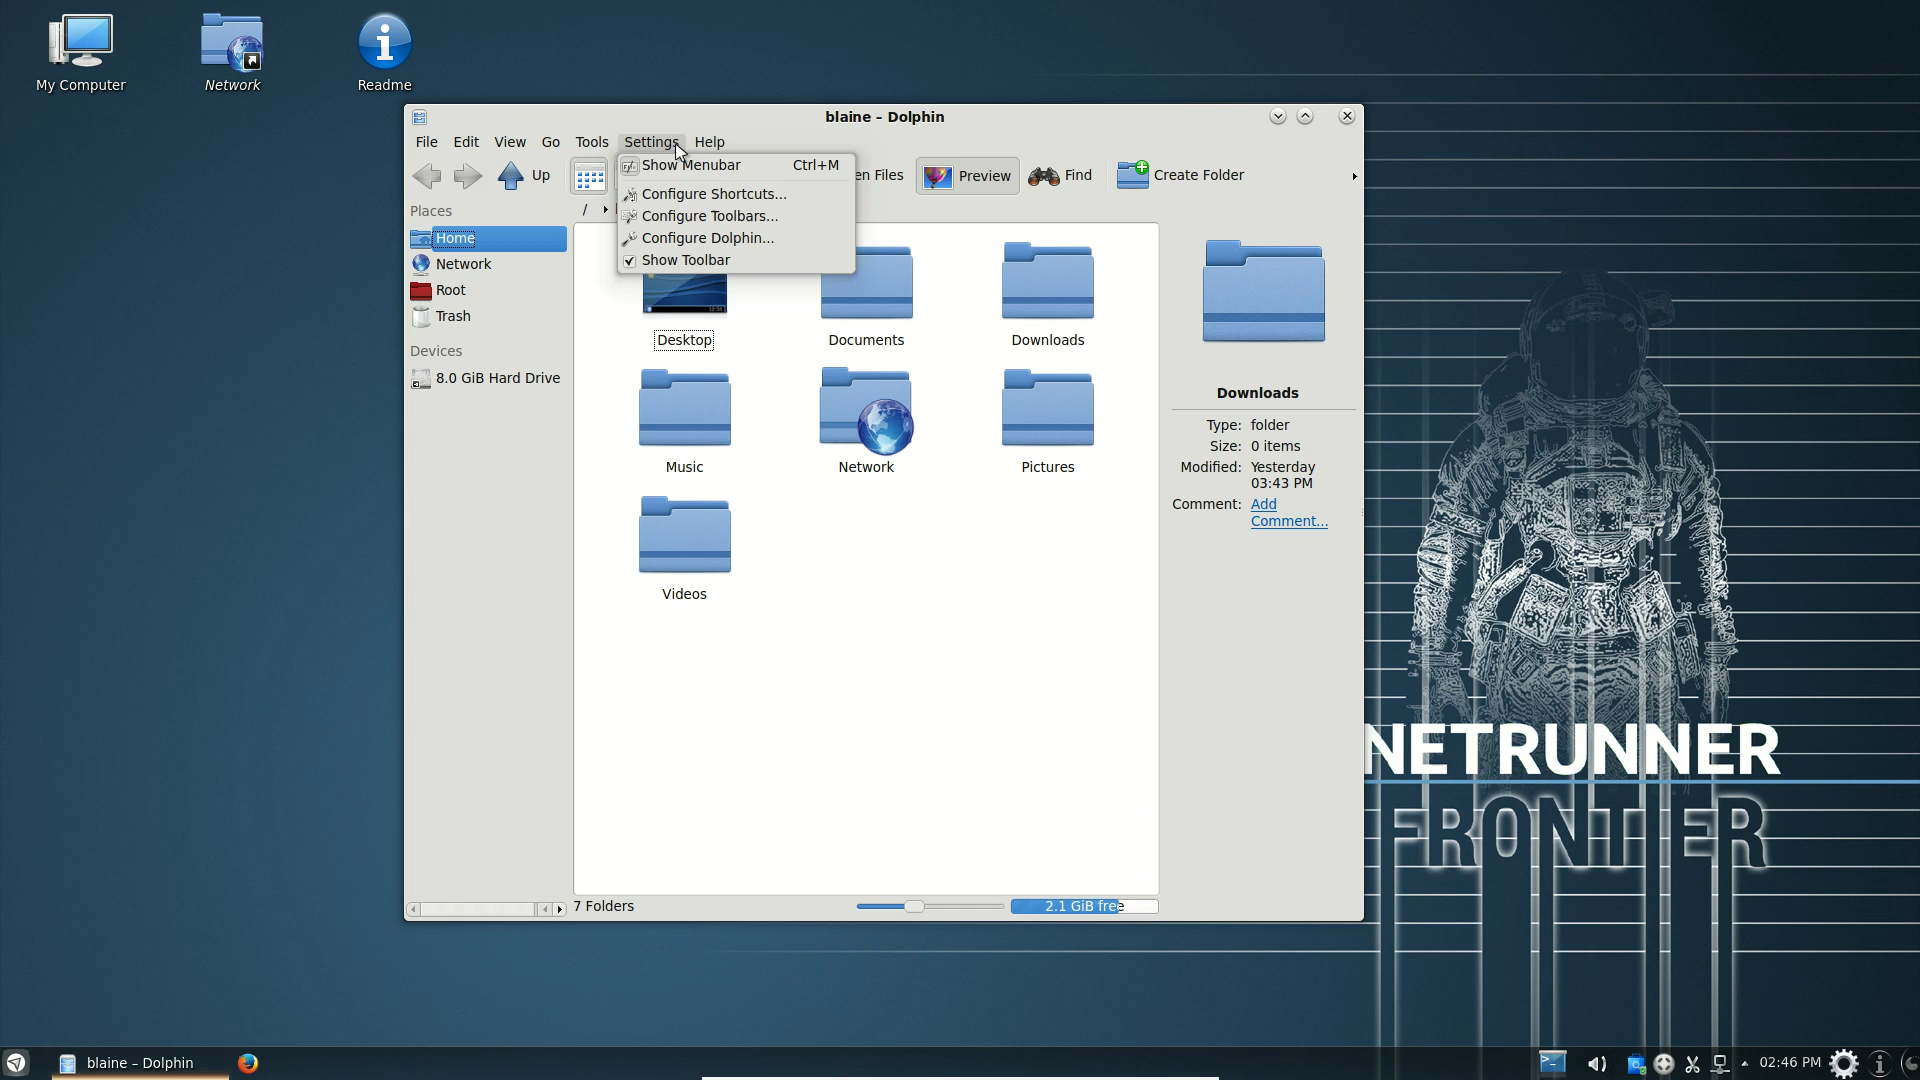 My Computer
Network
Readme
blaine – Dolphin
File Edit View Go Tools Settings Help
Up
en Files
Preview
Find
Create Folder
Show Menubar Ctrl+M
Configure Shortcuts...
Configure Toolbars...
Configure Dolphin...
Show Toolbar
/
Places
Home
Network
Root
Trash
Devices
8.0 GiB Hard Drive
Desktop
Documents
Downloads
Music
Network
Pictures
Videos
Downloads
Type: folder
Size: 0 items
Modified: Yesterday
03:43 PM
Comment: Add
Comment...
7 Folders
2.1 GiB free
NETRUNNER
FRONTIER
blaine – Dolphin
02:46 PM